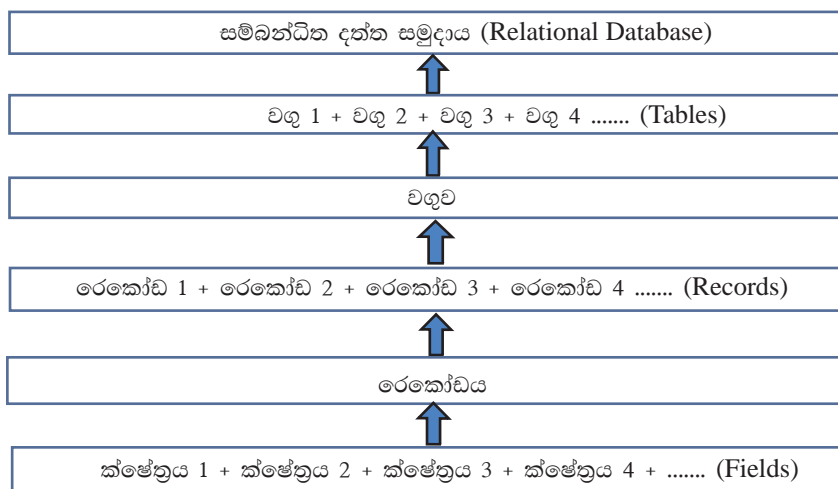 සම්බන්ධිත දත්ත සමුදාය (Relational Database)
වගු 1 + වගු 2 + වගු 3 + වගු 4 ....... (Tables)
වගුව
රෙකෝඩ 1 + රෙකෝඩ 2 + රෙකෝඩ 3 + රෙකෝඩ 4 ....... (Records)
රෙකෝඩය
ක්ෂේත්‍රය 1 + ක්ෂේත්‍රය 2 + ක්ෂේත්‍රය 3 + ක්ෂේත්‍රය 4 + ....... (Fields)